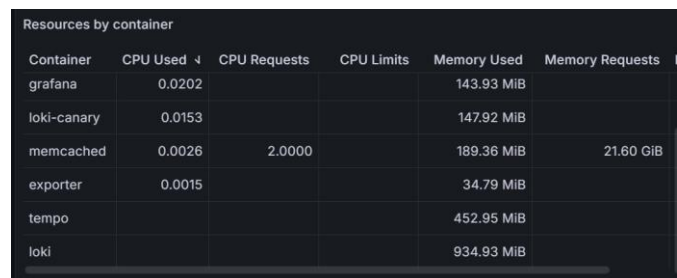 Resources by container
Container CPU Used ↓ CPU Requests CPU Limits Memory Used Memory Requests
grafana 0.0202 143.93 MiB
loki-canary 0.0153 147.92 MiB
memcached 0.0026 2.0000 189.36 MiB 21.60 GiB
exporter 0.0015 34.79 MiB
tempo 452.95 MiB
loki 934.93 MiB